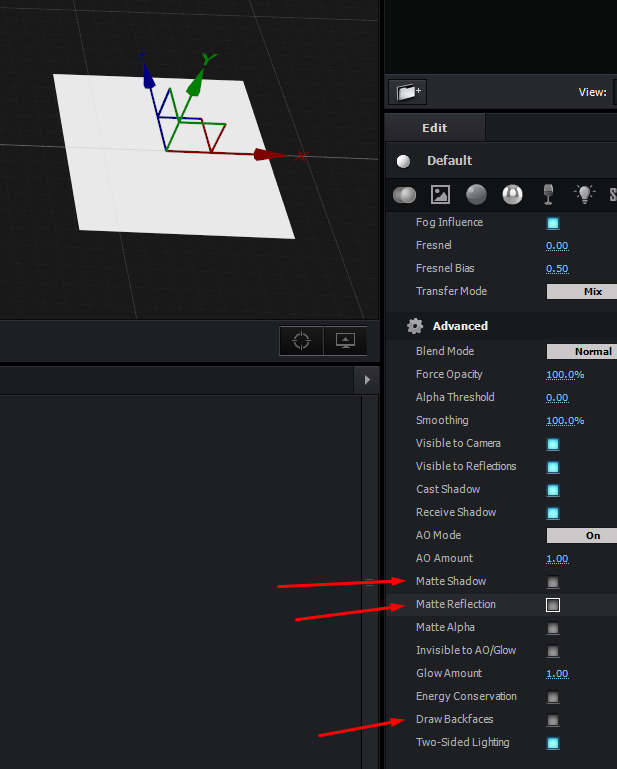 Z
Y
X
View:
Edit
Default
Fog Influence
Fresnel 0.00
Fresnel Bias 0.50
Transfer Mode Mix
Advanced
Blend Mode Normal
Force Opacity 100.0%
Alpha Threshold 0.00
Smoothing 100.0%
Visible to Camera
Visible to Reflections
Cast Shadow
Receive Shadow
AO Mode On
AO Amount 1.00
Matte Shadow
Matte Reflection
Matte Alpha
Invisible to AO/Glow
Glow Amount 1.00
Energy Conservation
Draw Backfaces
Two-Sided Lighting